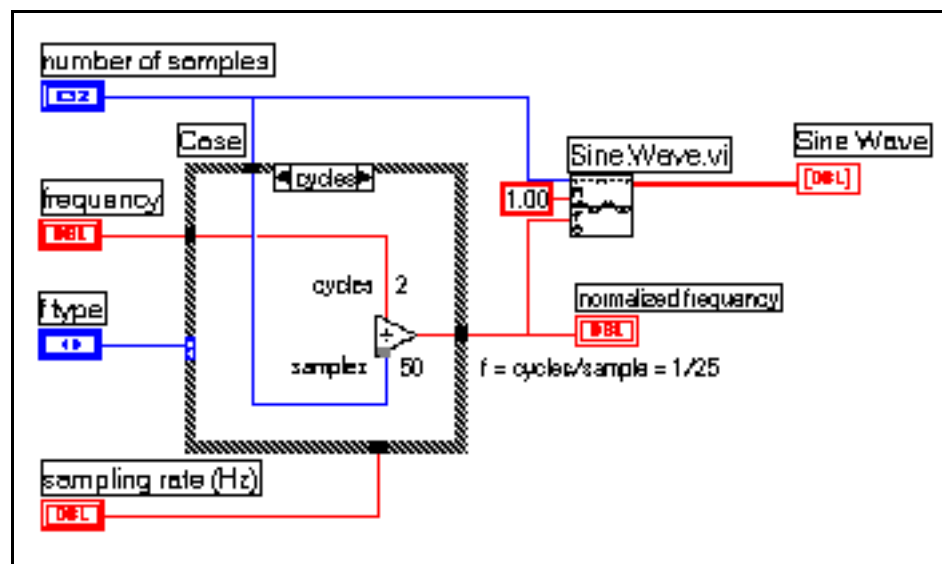 number of samples
I32
Case
Sine Wave.vi
Sine Wave
cycles
[DBL]
frequency
1.00
DBL
cycles 2
normalized frequency
f type
DBL
samples 50
f = cycles/sample = 1/25
sampling rate (Hz)
DBL